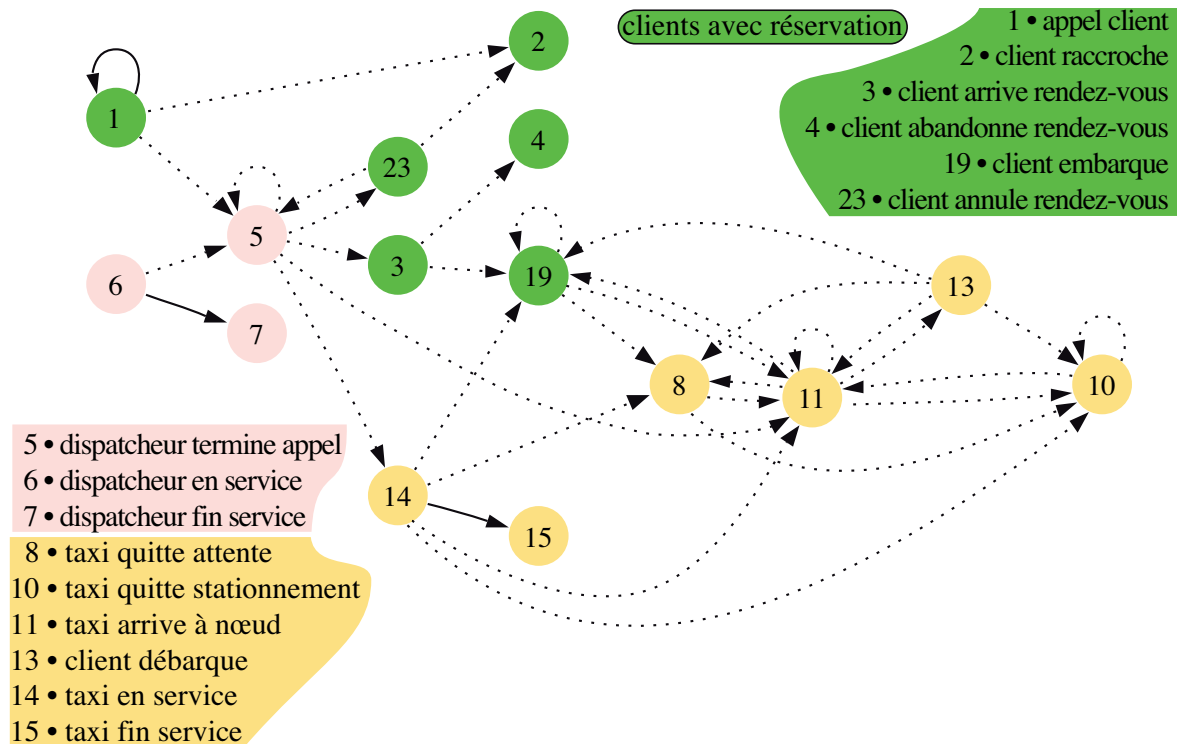 clients avec réservation
1 • appel client
2 • client raccroche
3 • client arrive rendez-vous
4 • client abandonne rendez-vous
19 • client embarque
23 • client annule rendez-vous
2
1
4
23
5
3
19
13
6
7
8
11
10
14
15
5 • dispatcheur termine appel
6 • dispatcheur en service
7 • dispatcheur fin service
8 • taxi quitte attente
10 • taxi quitte stationnement
11 • taxi arrive à nœud
13 • client débarque
14 • taxi en service
15 • taxi fin service